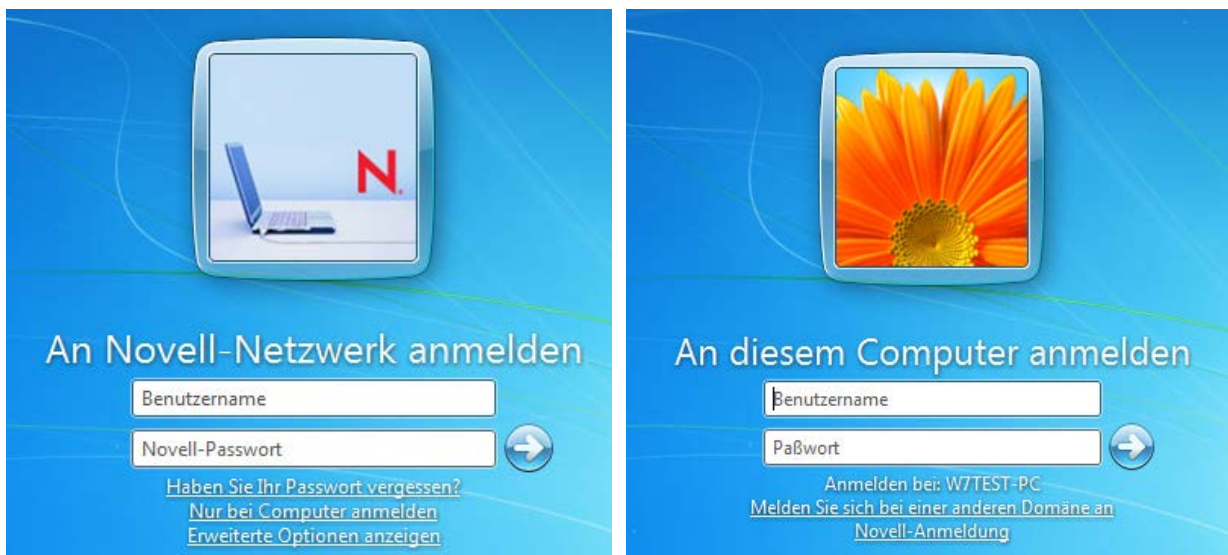 N
An Novell-Netzwerk anmelden
Benutzername
Novell-Passwort
Haben Sie Ihr Passwort vergessen?
Nur bei Computer anmelden
Erweiterte Optionen anzeigen
An diesem Computer anmelden
Benutzername
Paßwort
Anmelden bei: W7TEST-PC
Melden Sie sich bei einer anderen Domäne an
Novell-Anmeldung